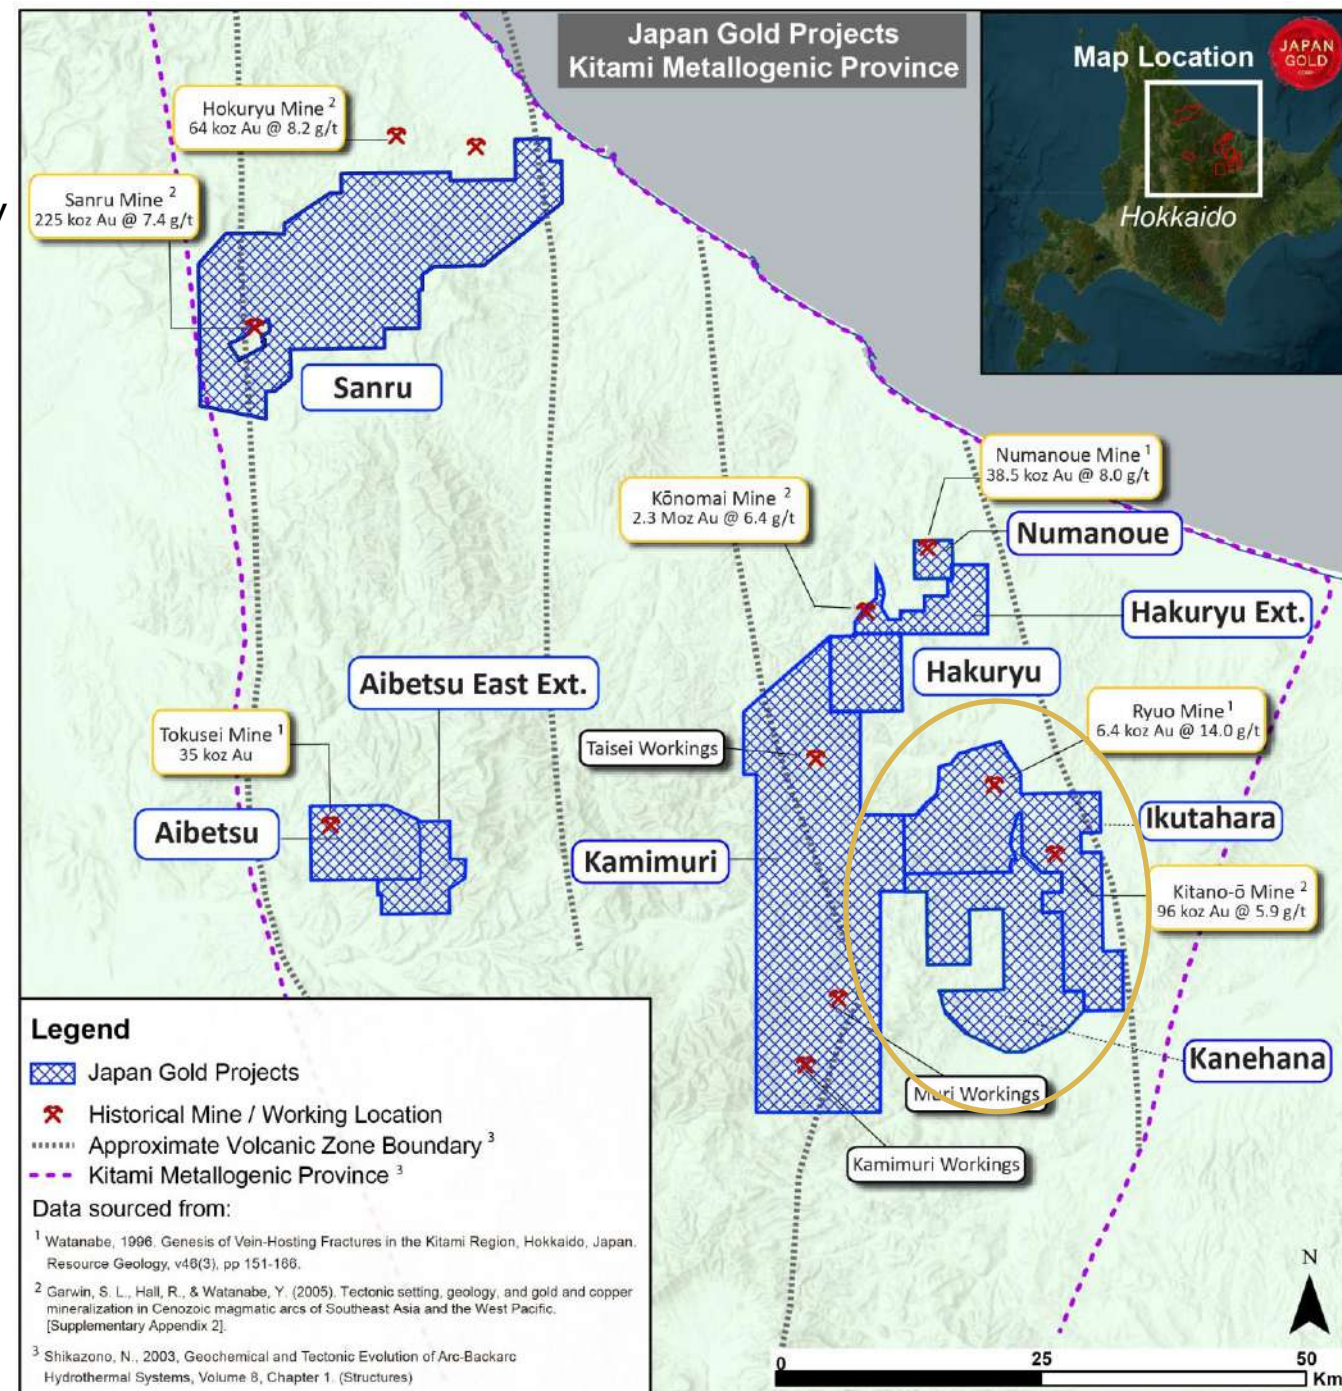 Japan Gold Projects
Kitami Metallogenic Province
Map Location
JAPAN
GOLD
CORP
Hokkaido
Hokuryu Mine ²
64 koz Au @ 8.2 g/t
y
Sanru Mine ²
225 koz Au @ 7.4 g/t
Sanru
Numanoue Mine ¹
38.5 koz Au @ 8.0 g/t
Kōnomai Mine ²
2.3 Moz Au @ 6.4 g/t
Numanoue
Hakuryu Ext.
Hakuryu
Aibetsu East Ext.
Ryuo Mine ¹
6.4 koz Au @ 14.0 g/t
Tokusei Mine ¹
35 koz Au
Taisei Workings
Aibetsu
Ikutahara
Kamimuri
Kitano-ō Mine ²
96 koz Au @ 5.9 g/t
Kanehana
Muri Workings
Kamimuri Workings
Legend
Japan Gold Projects
Historical Mine / Working Location
Approximate Volcanic Zone Boundary ³
Kitami Metallogenic Province ³
Data sourced from:
¹ Watanabe, 1996. Genesis of Vein-Hosting Fractures in the Kitami Region, Hokkaido, Japan.
Resource Geology, v46(3), pp 151-166.
² Garwin, S. L., Hall, R., & Watanabe, Y. (2005). Tectonic setting, geology, and gold and copper
mineralization in Cenozoic magmatic arcs of Southeast Asia and the West Pacific.
[Supplementary Appendix 2].
³ Shikazono, N., 2003, Geochemical and Tectonic Evolution of Arc-Backarc
Hydrothermal Systems, Volume 8, Chapter 1. (Structures)
N
0 25 50
Km